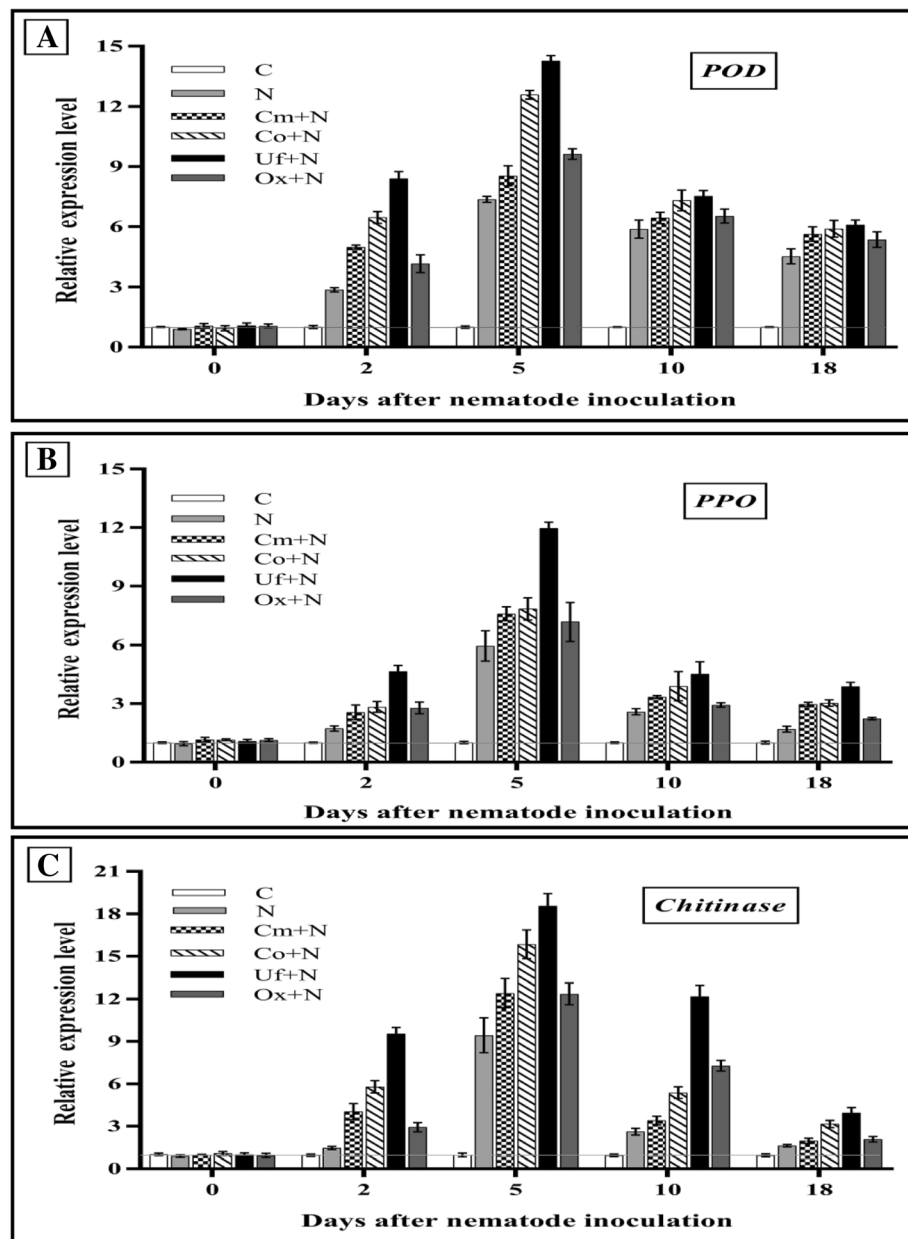 A
POD
15
12
9
6
3
0
Relative expression level
C
N
Cm+N
Co+N
Uf+N
Ox+N
0 2 5 10 18
Days after nematode inoculation
B
PPO
15
12
9
6
3
0
Relative expression level
C
N
Cm+N
Co+N
Uf+N
Ox+N
0 2 5 10 18
Days after nematode inoculation
C
Chitinase
21
18
15
12
9
6
3
0
Relative expression level
C
N
Cm+N
Co+N
Uf+N
Ox+N
0 2 5 10 18
Days after nematode inoculation